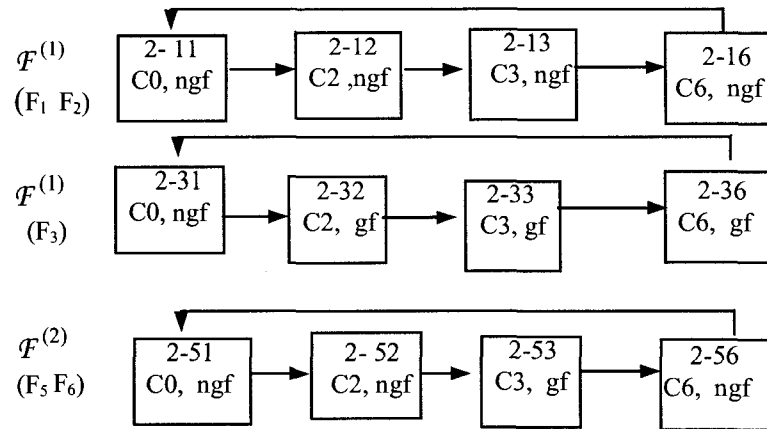 ℱ⁽¹⁾
(F₁ F₂)
2- 11
C0, ngf
2-12
C2 ,ngf
2-13
C3, ngf
2-16
C6, ngf
ℱ⁽¹⁾
(F₃)
2-31
C0, ngf
2-32
C2, gf
2-33
C3, gf
2-36
C6, gf
ℱ⁽²⁾
(F₅ F₆)
2-51
C0, ngf
2- 52
C2, ngf
2-53
C3, gf
2-56
C6, ngf